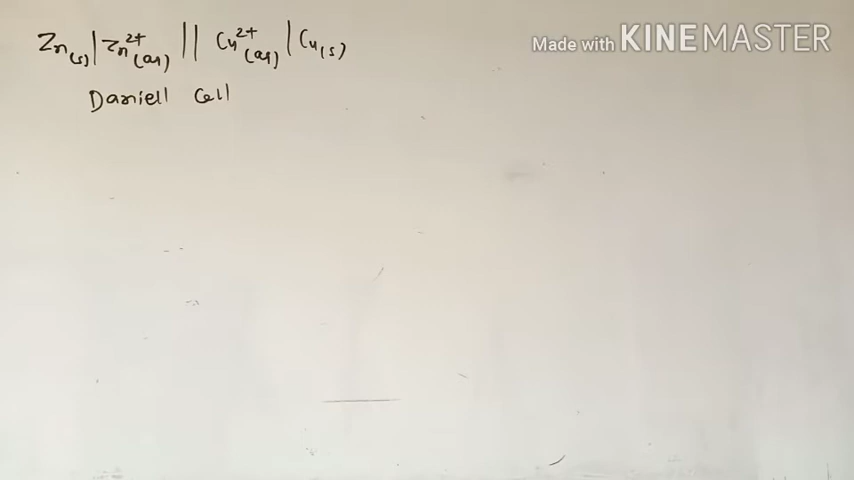 Zn(s)|Zn2+(aq) || Cu2+(aq) | Cu(s)
Daniell Cell
Made with KINEMASTER